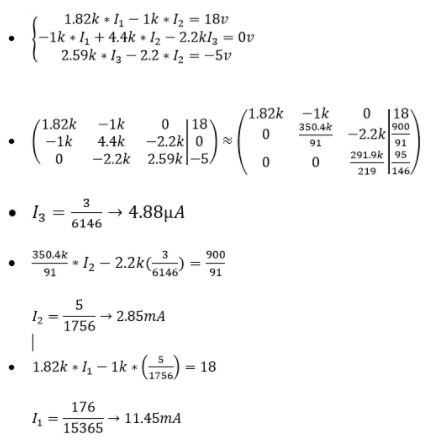 • { 1.82k * I₁ − 1k * I₂ = 18v
−1k * I₁ + 4.4k * I₂ − 2.2kI₃ = 0v
2.59k * I₃ − 2.2 * I₂ = −5v
• ( 1.82k −1k 0 | 18 ) ≈ ( 1.82k −1k 0 | 18 )
−1k 4.4k −2.2k | 0 0 350.4k/91 −2.2k | 900/91
0 −2.2k 2.59k | −5 0 0 291.9k/219 | 95/146
• I₃ = 3/6146 → 4.88µA
• 350.4k/91 * I₂ − 2.2k(3/6146) = 900/91
I₂ = 5/1756 → 2.85mA
• 1.82k * I₁ − 1k * (5/1756) = 18
I₁ = 176/15365 → 11.45mA